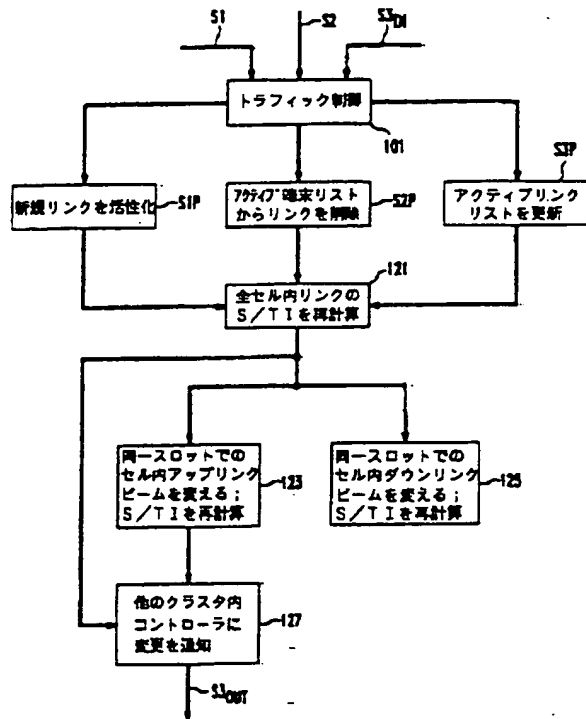 S1
S2
S3DI
トラフィック制御
101
新規リンクを活性化
S1P
アクティブ端末リスト
からリンクを削除
S2P
S3P
アクティブリンク
リストを更新
121
全セル内リンクの
S/TIを再計算
同一スロットでの
セル内アップリンク
ビームを変える;
S/TIを再計算
123
同一スロットでの
セル内ダウンリンク
ビームを変える;
S/TIを再計算
125
他のクラスタ内
コントローラに
変更を通知
127
S3OUT